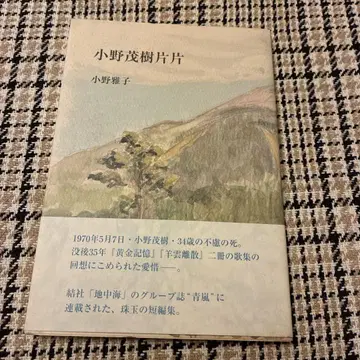 小野茂樹片片
小野雅子
1970年5月7日・小野茂樹・34歳の不慮の死。
没後35年『黄金記憶』『羊雲離散』二冊の歌集の
回想にこめられた愛惜──。
結社「地中海」のグループ誌“青嵐”に
連載された、珠玉の短編集。